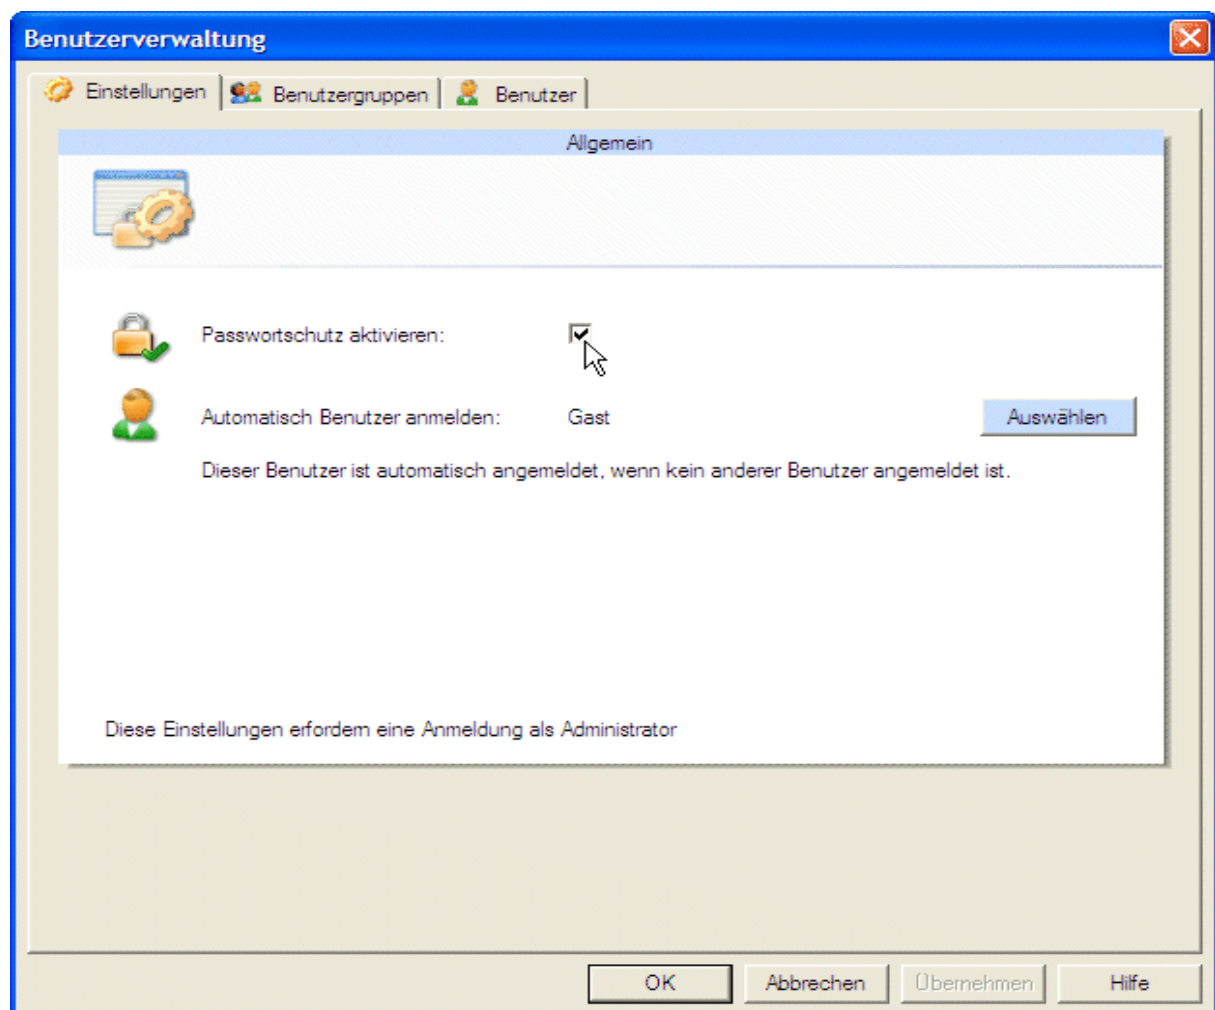 Benutzerverwaltung
Einstellungen Benutzergruppen Benutzer
Allgemein
Passwortschutz aktivieren:
Automatisch Benutzer anmelden: Gast Auswählen
Dieser Benutzer ist automatisch angemeldet, wenn kein anderer Benutzer angemeldet ist.
Diese Einstellungen erfordern eine Anmeldung als Administrator
OK Abbrechen Übernehmen Hilfe